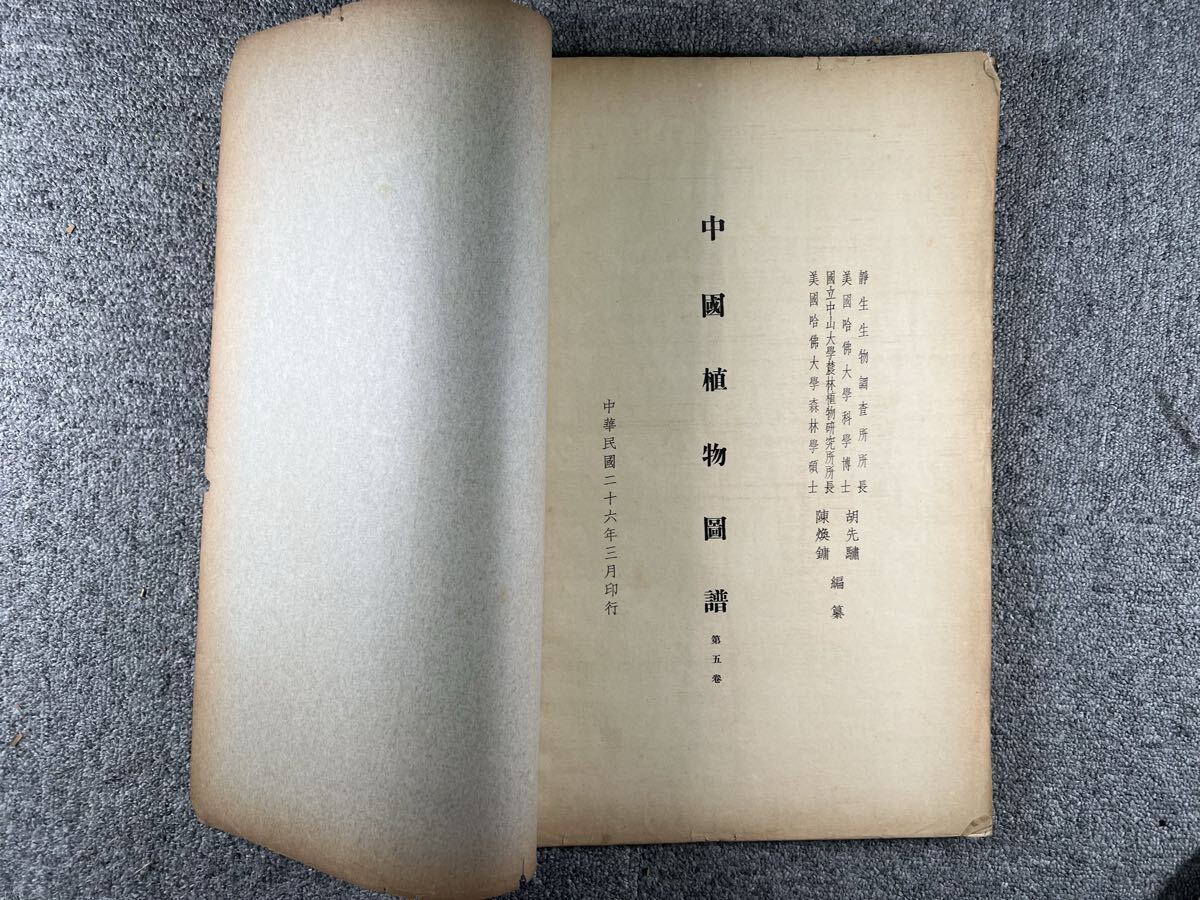 靜生生物調查所所長
美國哈佛大學科學博士 胡先驌
國立中山大學農林植物研究所所長
美國哈佛大學森林學碩士 陳煥鏞
編纂
中國植物圖譜 第五卷
中華民國二十六年三月印行